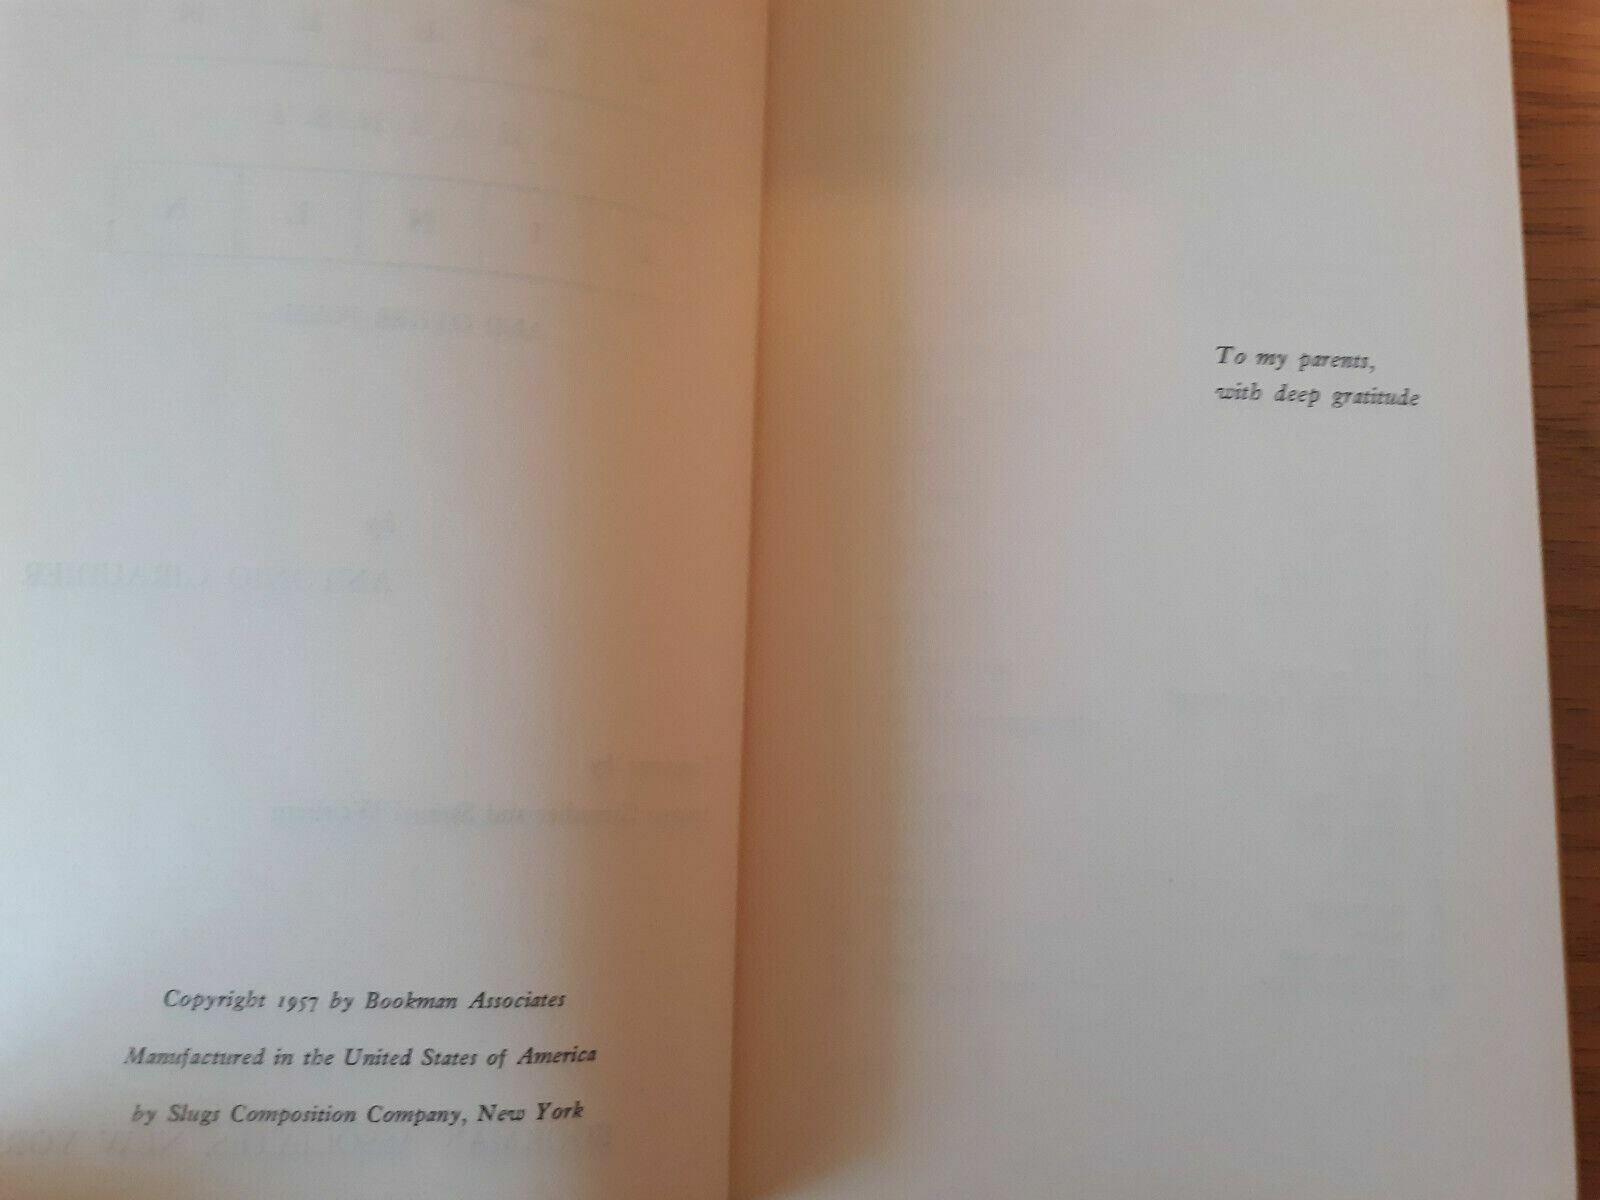 Copyright 1957 by Bookman Associates
Manufactured in the United States of America
by Slugs Composition Company, New York
To my parents,
with deep gratitude